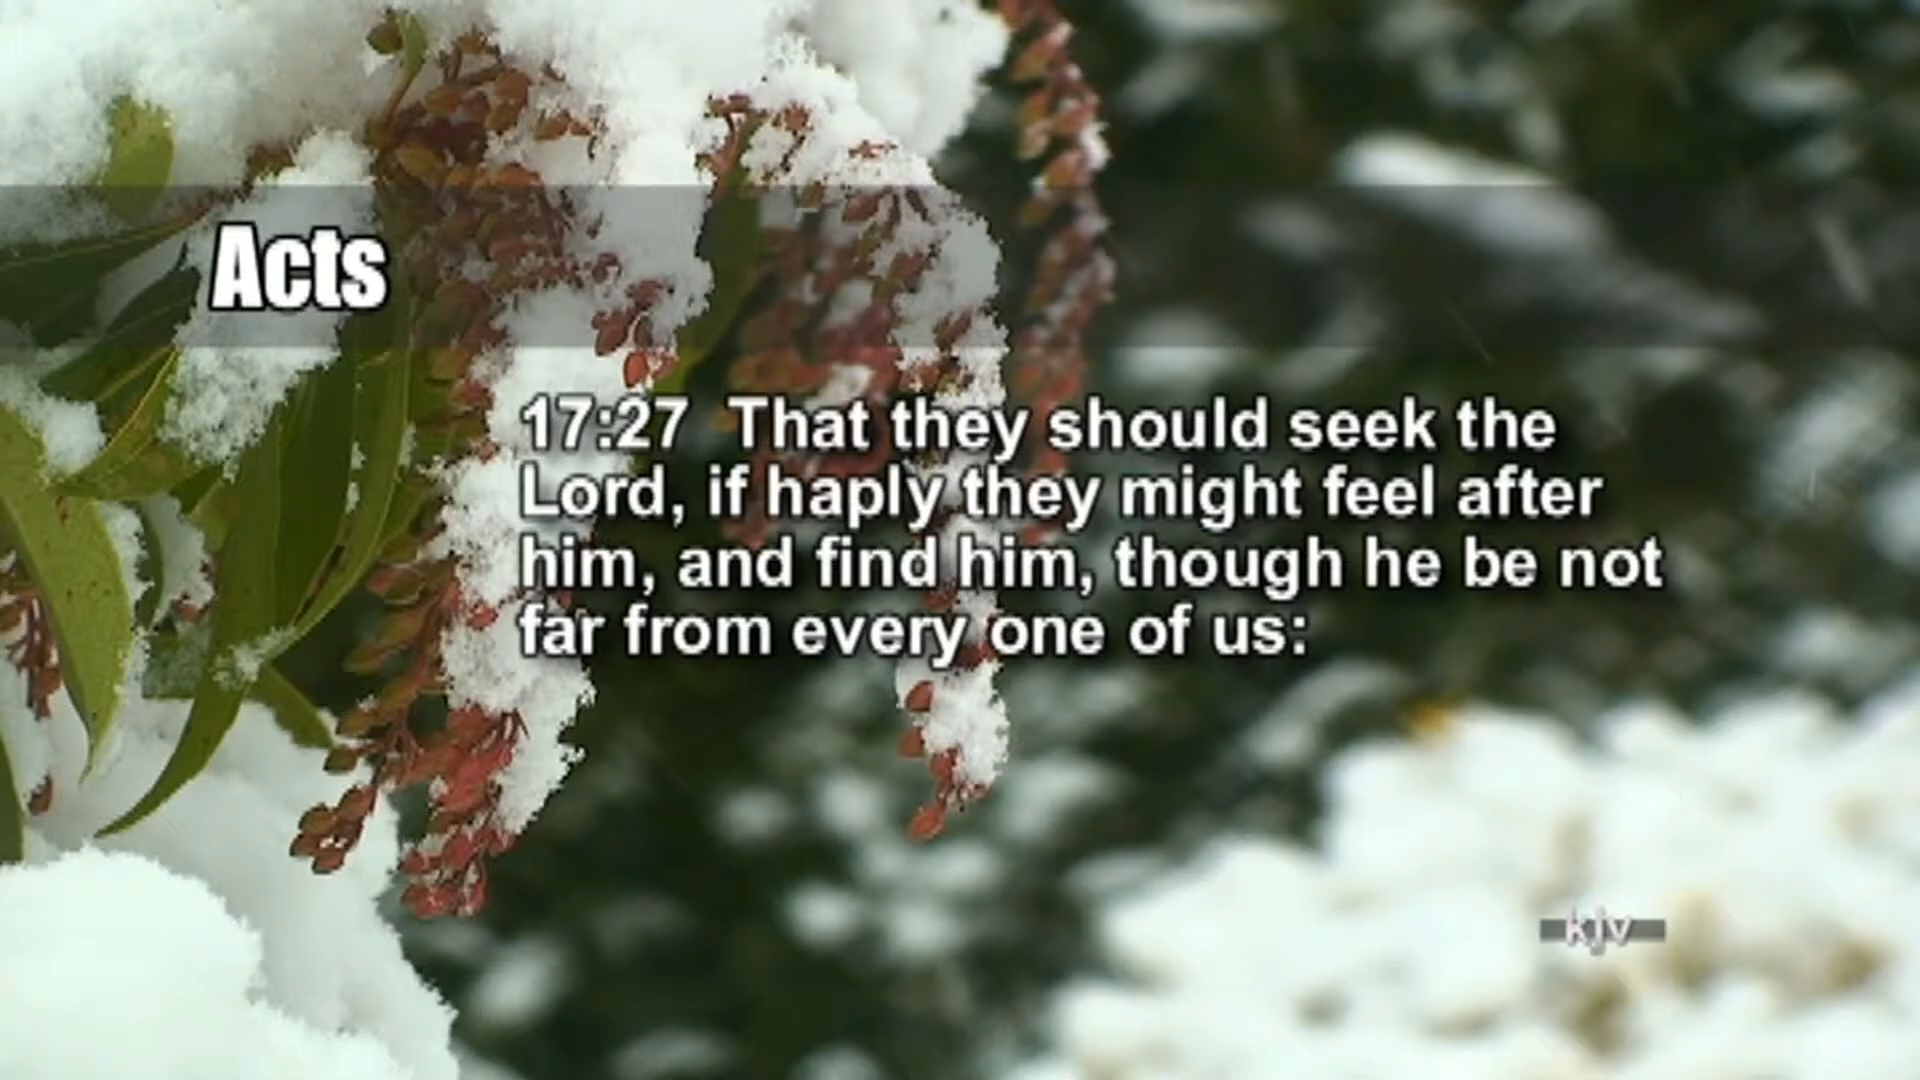 Acts
17:27 That they should seek the
Lord, if haply they might feel after
him, and find him, though he be not
far from every one of us:
kjv